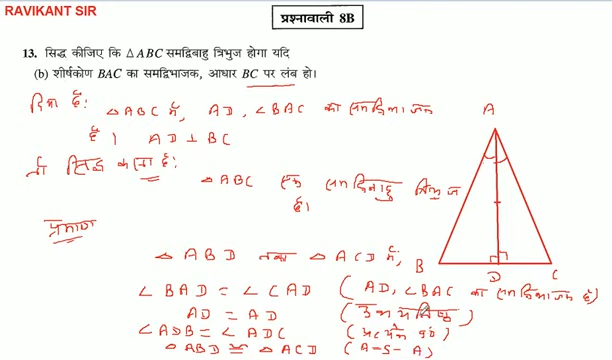 RAVIKANT SIR
प्रश्नावली 8B
13. सिद्ध कीजिए कि △ABC समद्विबाहु त्रिभुज होगा यदि
(b) शीर्षकोण BAC का समद्विभाजक, आधार BC पर लंब हो।
दिया है: △ABC में, AD, ∠BAC का समद्विभाजक
है। AD ⊥ BC
सिद्ध करना है:
△ABC एक समद्विबाहु त्रिभुज
है।
प्रमाण
△ABD तथा △ACD में,
∠BAD = ∠CAD (AD, ∠BAC का समद्विभाजक है)
AD = AD (उभयनिष्ठ)
∠ADB = ∠ADC (प्रत्येक 90)
△ABD ≅ △ACD (A-S-A)
A
B D C